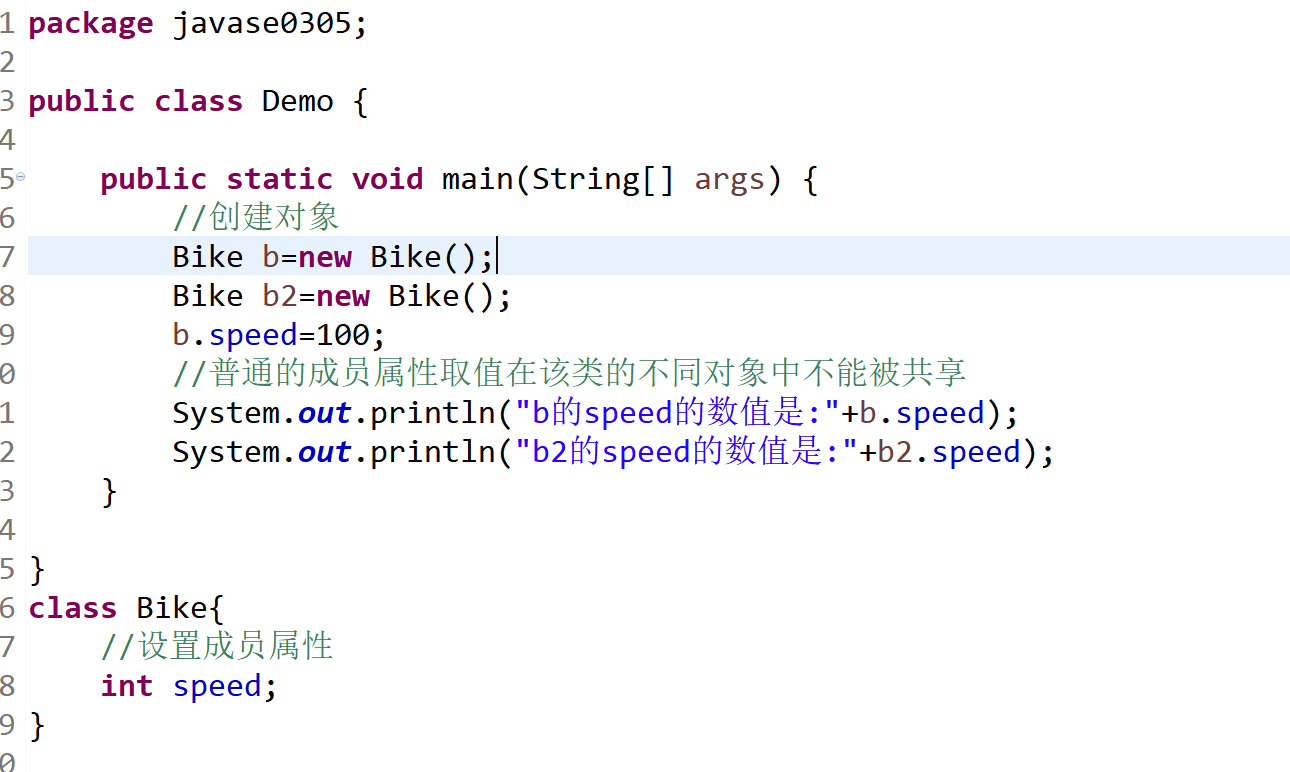 1 package javase0305;
2
3 public class Demo {
4
5 public static void main(String[] args) {
6 //创建对象
7 Bike b=new Bike();
8 Bike b2=new Bike();
9 b.speed=100;
0 //普通的成员属性取值在该类的不同对象中不能被共享
1 System.out.println("b的speed的数值是:"+b.speed);
2 System.out.println("b2的speed的数值是:"+b2.speed);
3 }
4
5 }
6 class Bike{
7 //设置成员属性
8 int speed;
9 }
0